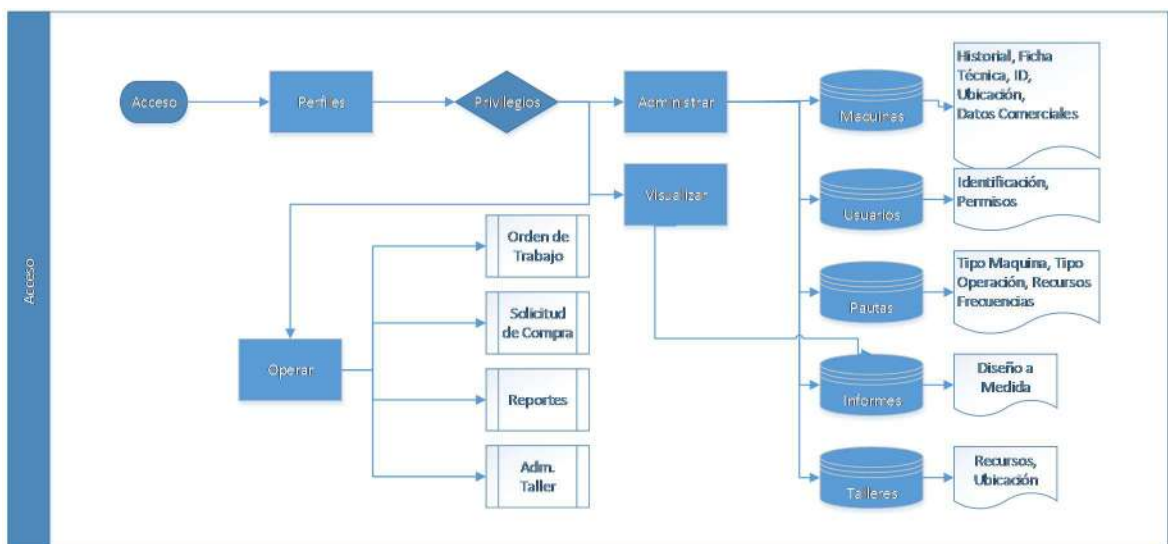 Acceso
Acceso
Perfiles
Privilegios
Administrar
Visualizar
Operar
Orden de
Trabajo
Solicitud
de Compra
Reportes
Adm.
Taller
Maquinas
Usuarios
Pautas
Informes
Talleres
Historial, Ficha
Técnica, ID,
Ubicación,
Datos Comerciales
Identificación,
Permisos
Tipo Maquina, Tipo
Operación, Recursos
Frecuencias
Diseño a
Medida
Recursos,
Ubicación